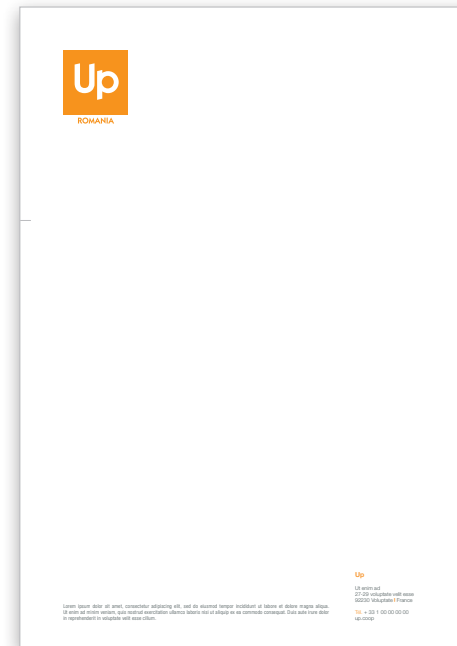 Up
ROMANIA
Up
Ut enim ad
27-29 voluptate velit esse
92230 Voluptate I France
Tél. + 33 1 00 00 00 00
up.coop
Lorem ipsum dolor sit amet, consectetur adipiscing elit, sed do eiusmod tempor incididunt ut labore et dolore magna aliqua.
Ut enim ad minim veniam, quis nostrud exercitation ullamco laboris nisi ut aliquip ex ea commodo consequat. Duis aute irure dolor
in reprehenderit in voluptate velit esse cillum.